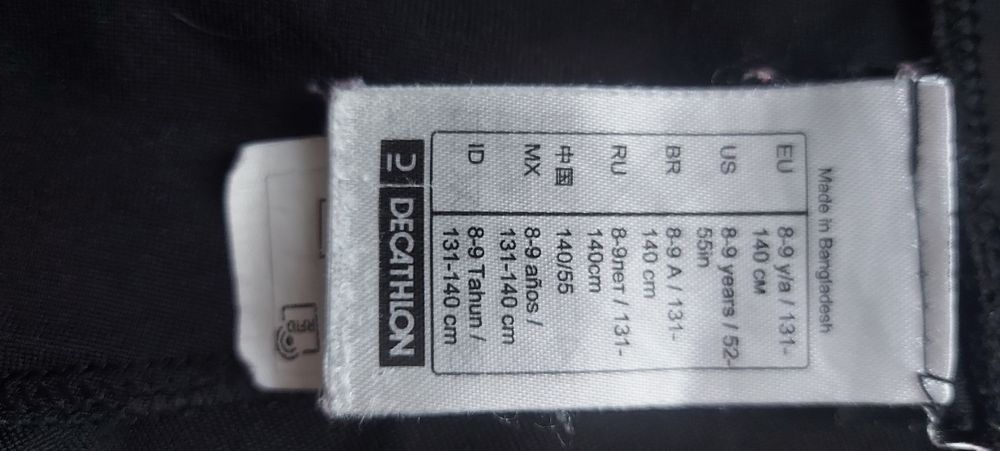 Made in Bangladesh
EU 8-9 y/a / 131-
140 см
US 8-9 years / 52-
55in
BR 8-9 A / 131-
140 cm
RU 8-9лет / 131-
140cm
中国 140/55
MX 8-9 años /
131-140 cm
ID 8-9 Tahun /
131-140 cm
DECATHLON
RFID